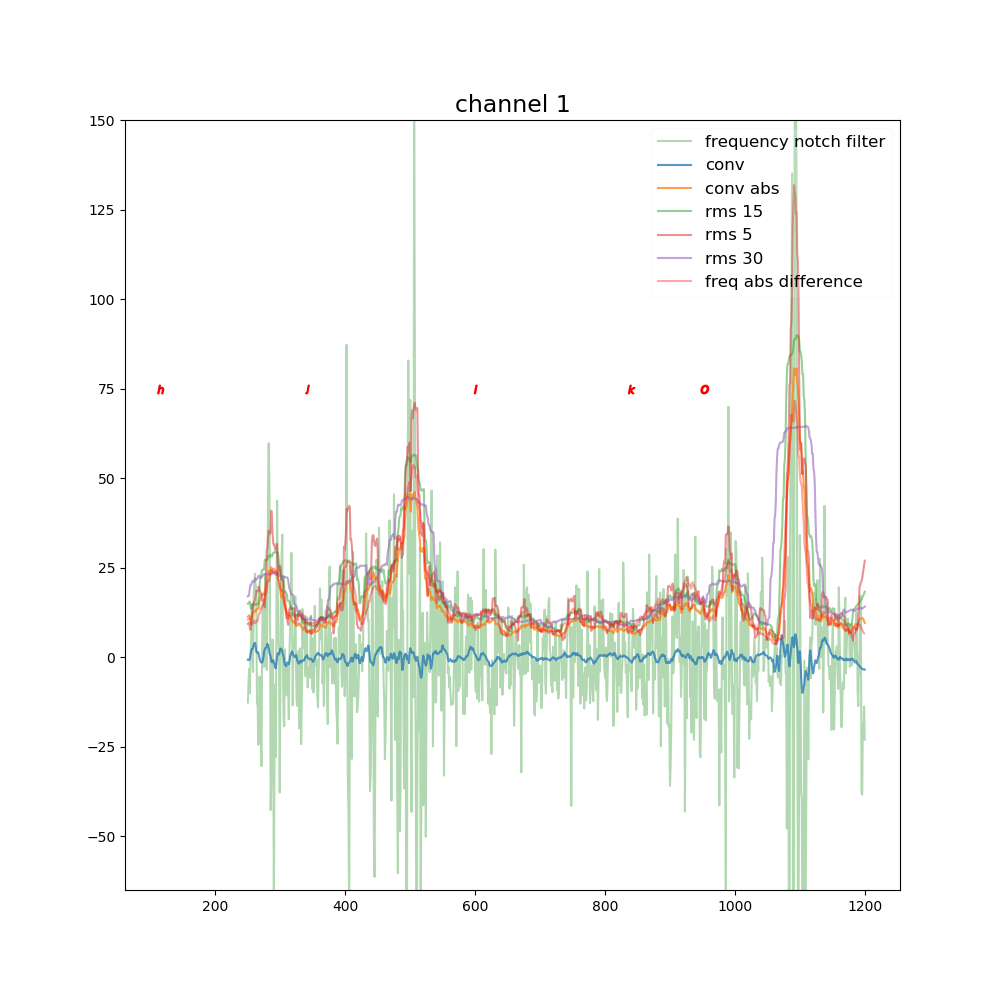 channel 1
150
125
100
75
50
25
0
−25
−50
frequency notch filter
conv
conv abs
rms 15
rms 5
rms 30
freq abs difference
h J l k O
200 400 600 800 1000 1200